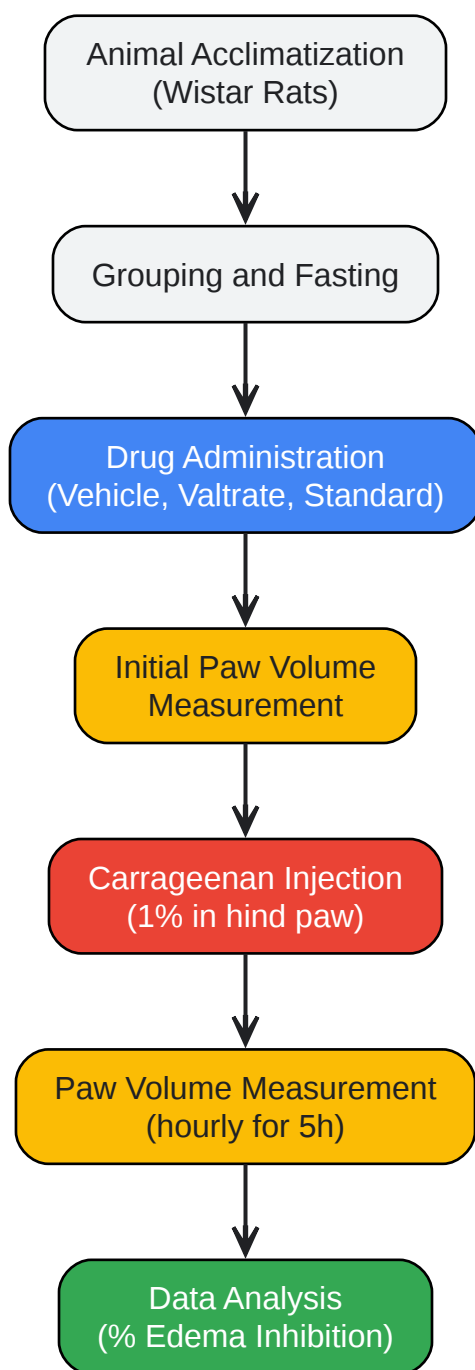 Animal Acclimatization
(Wistar Rats)
Grouping and Fasting
Drug Administration
(Vehicle, Valtrate, Standard)
Initial Paw Volume
Measurement
Carrageenan Injection
(1% in hind paw)
Paw Volume Measurement
(hourly for 5h)
Data Analysis
(% Edema Inhibition)